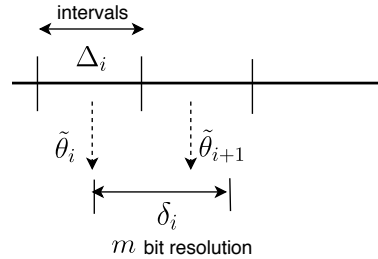 intervals
Δ_i
θ̃_i θ̃_{i+1}
δ_i
m bit resolution